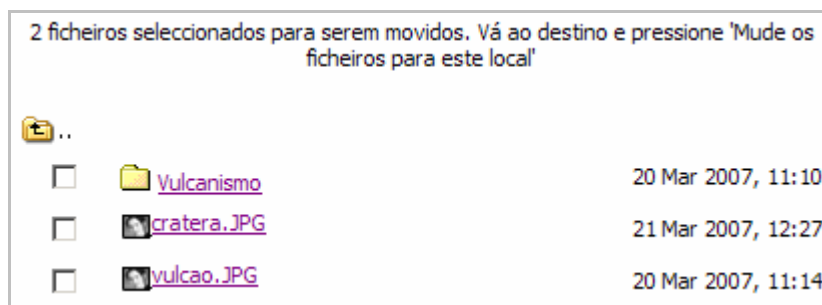 2 ficheiros seleccionados para serem movidos. Vá ao destino e pressione 'Mude os
ficheiros para este local'
..
Vulcanismo 20 Mar 2007, 11:10
cratera.JPG 21 Mar 2007, 12:27
vulcao.JPG 20 Mar 2007, 11:14